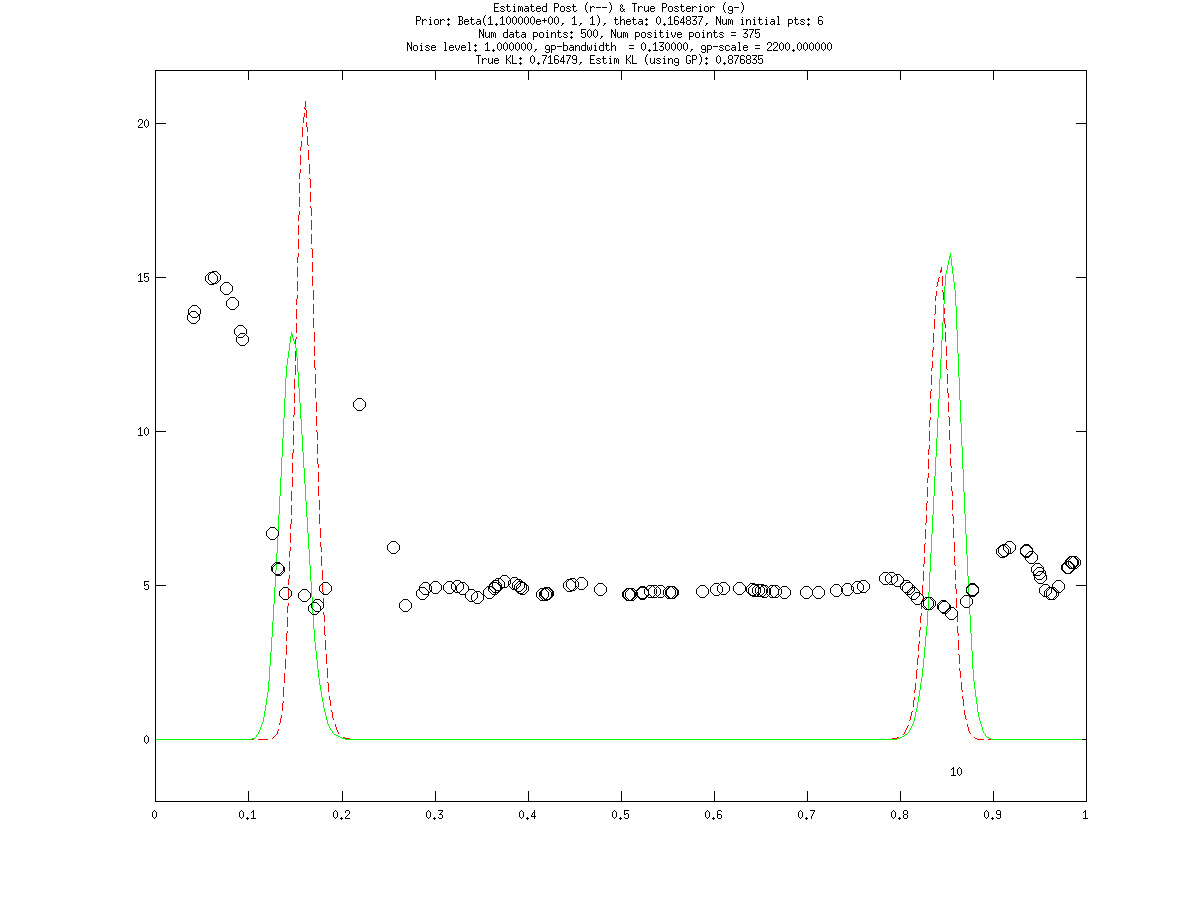 Estimated Post (r--) & True Posterior (g-)
Prior: Beta(1.100000e+00, 1, 1), theta: 0.164837, Num initial pts: 6
Num data points: 500, Num positive points = 375
Noise level: 1.000000, gp-bandwidth  = 0.130000, gp-scale = 2200.000000
True KL: 0.716479, Estim KL (using GP): 0.876835
20
15
10
5
0
10
0 0.1 0.2 0.3 0.4 0.5 0.6 0.7 0.8 0.9 1